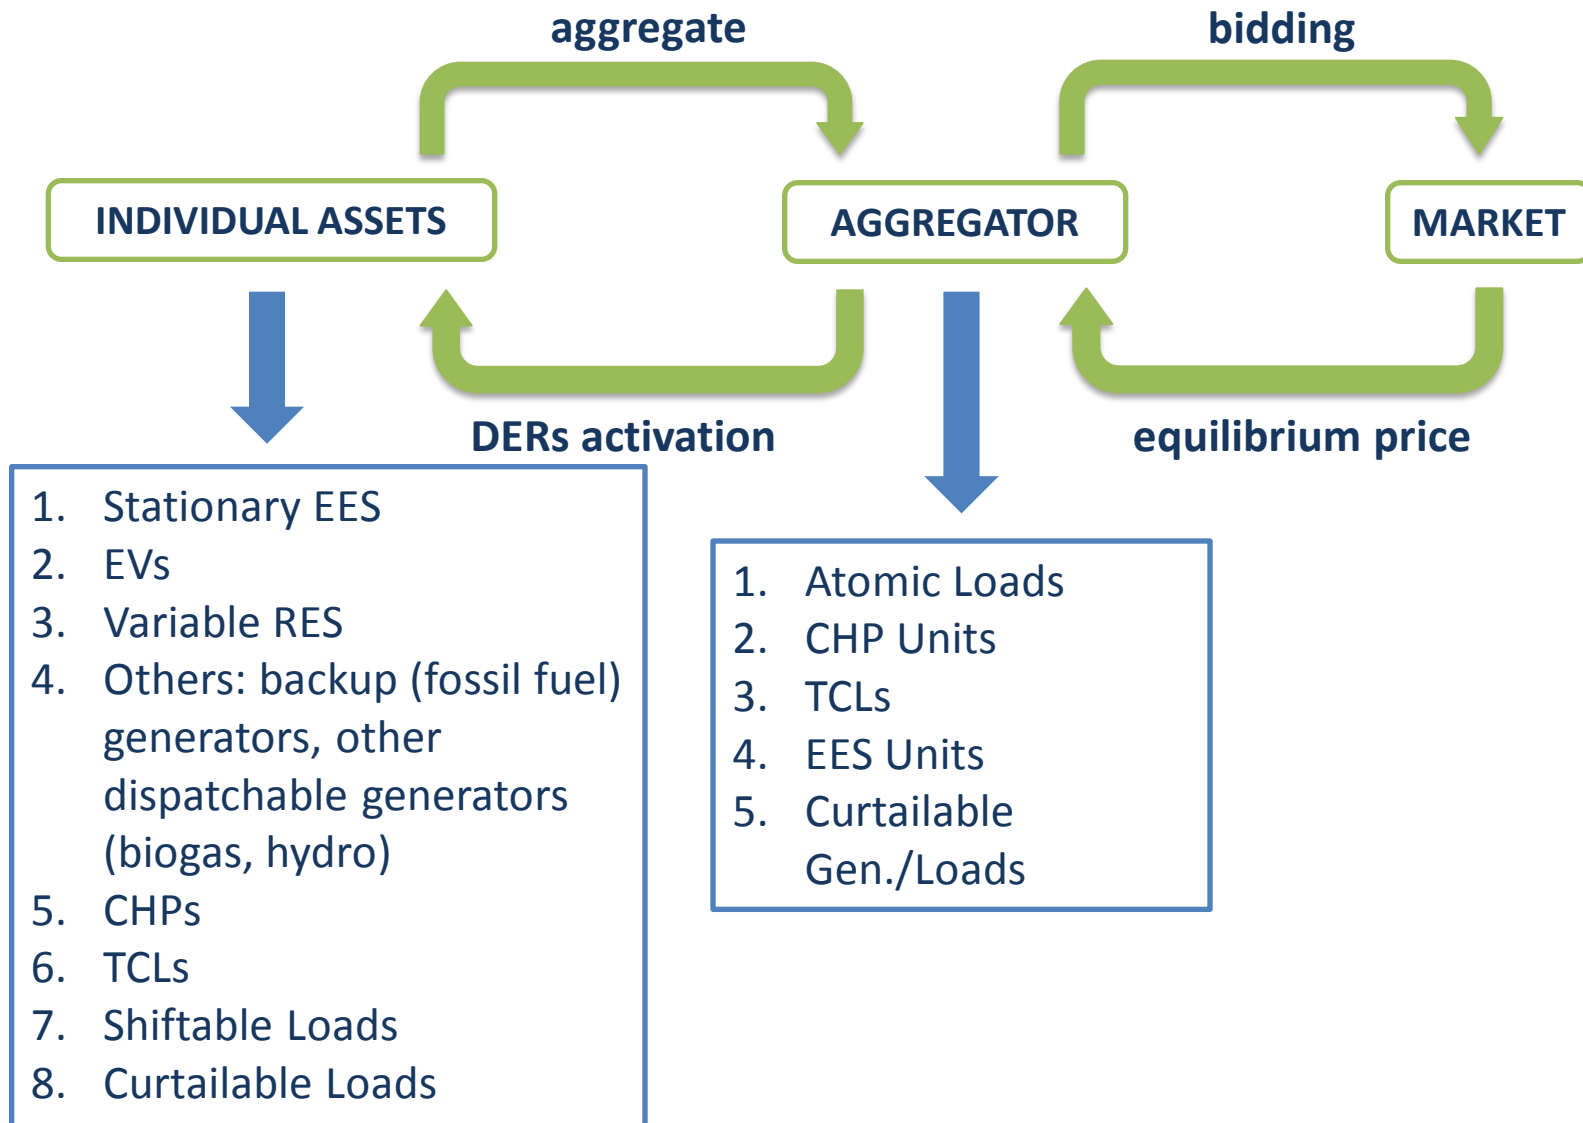 aggregate
bidding
INDIVIDUAL ASSETS
AGGREGATOR
MARKET
DERs activation
equilibrium price
1. Stationary EES
2. EVs
3. Variable RES
4. Others: backup (fossil fuel)
generators, other
dispatchable generators
(biogas, hydro)
5. CHPs
6. TCLs
7. Shiftable Loads
8. Curtailable Loads
1. Atomic Loads
2. CHP Units
3. TCLs
4. EES Units
5. Curtailable
Gen./Loads